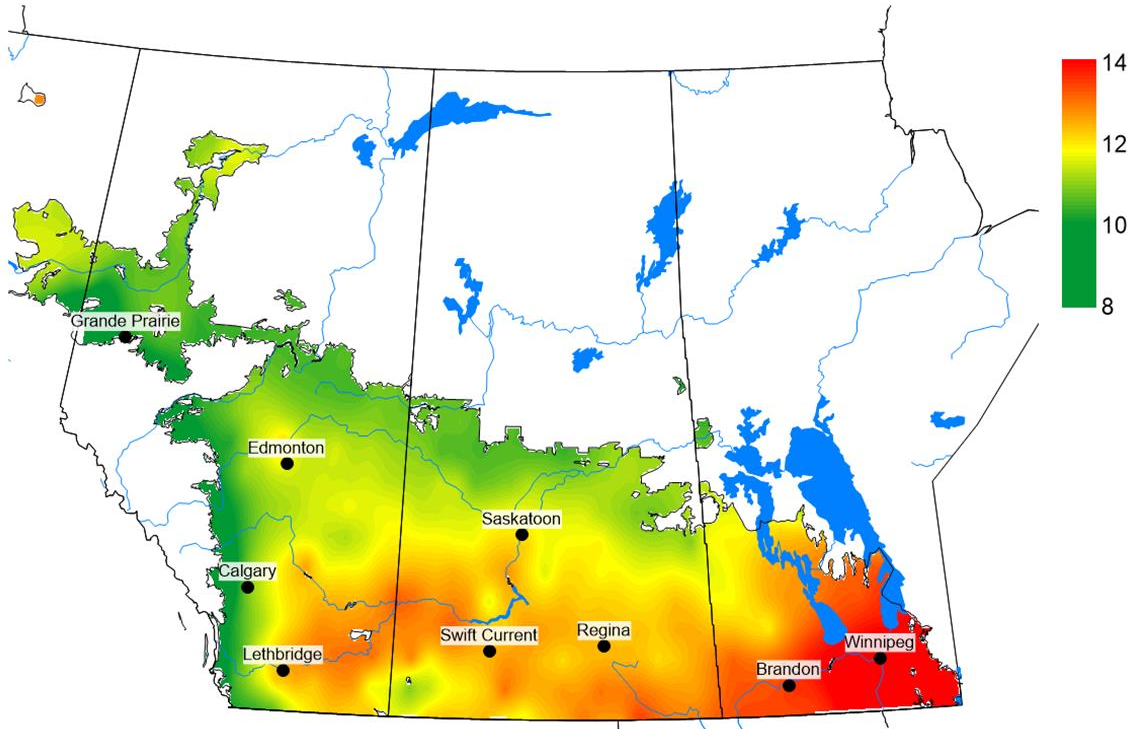 14
12
10
8
Grande Prairie
Edmonton
Saskatoon
Calgary
Swift Current
Regina
Winnipeg
Lethbridge
Brandon